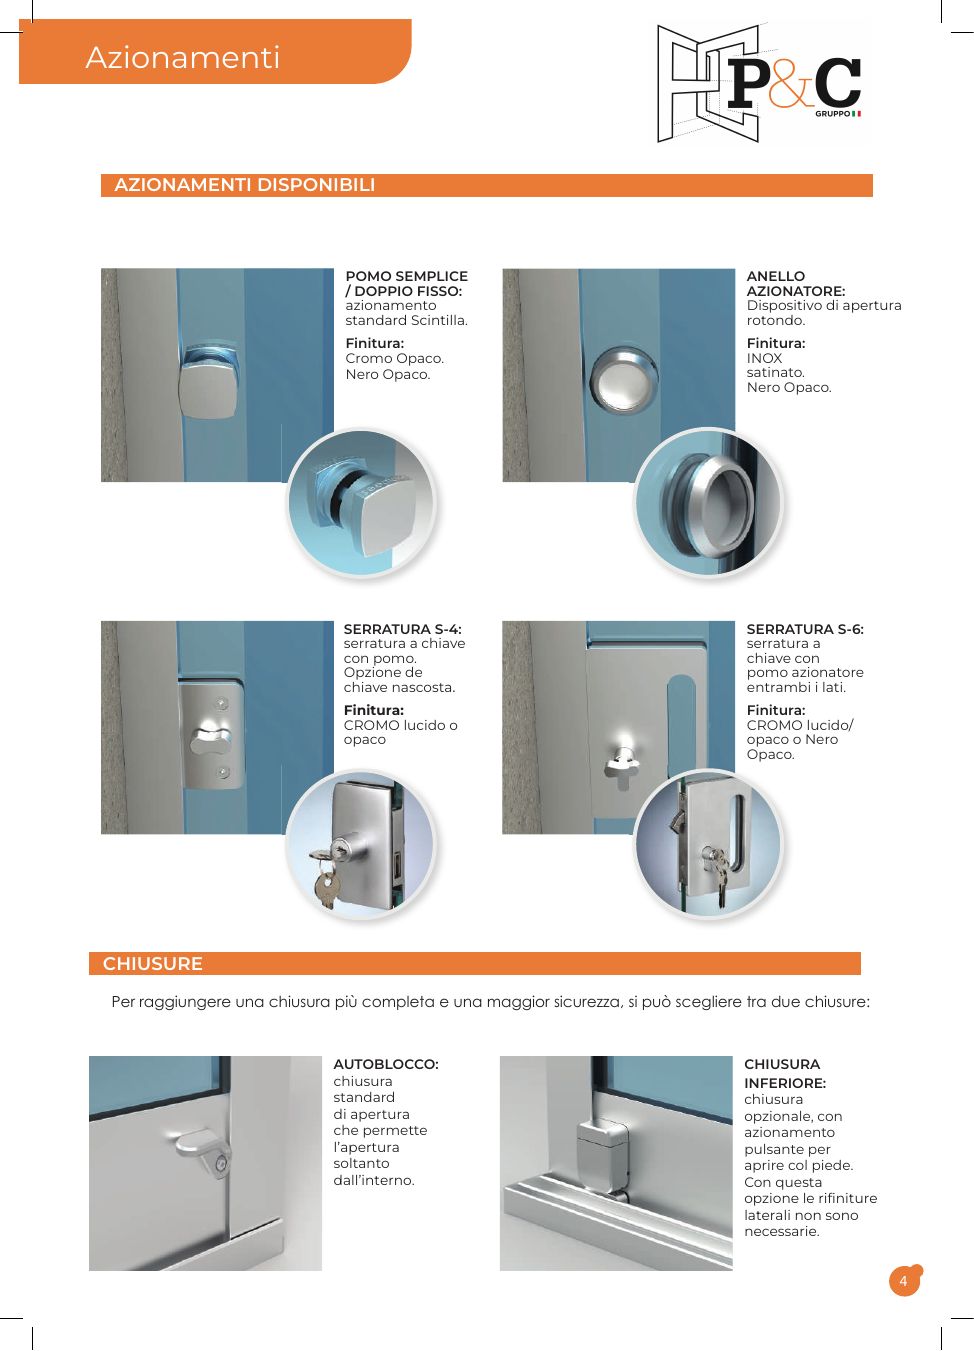 Azionamenti
P&C
GRUPPO
AZIONAMENTI DISPONIBILI
POMO SEMPLICE
/ DOPPIO FISSO:
azionamento
standard Scintilla.
Finitura:
Cromo Opaco.
Nero Opaco.
ANELLO
AZIONATORE:
Dispositivo di apertura
rotondo.
Finitura:
INOX
satinato.
Nero Opaco.
SERRATURA S-4:
serratura a chiave
con pomo.
Opzione de
chiave nascosta.
Finitura:
CROMO lucido o
opaco
SERRATURA S-6:
serratura a
chiave con
pomo azionatore
entrambi i lati.
Finitura:
CROMO lucido/
opaco o Nero
Opaco.
CHIUSURE
Per raggiungere una chiusura più completa e una maggior sicurezza, si può scegliere tra due chiusure:
AUTOBLOCCO:
chiusura
standard
di apertura
che permette
l’apertura
soltanto
dall’interno.
CHIUSURA
INFERIORE:
chiusura
opzionale, con
azionamento
pulsante per
aprire col piede.
Con questa
opzione le rifiniture
laterali non sono
necessarie.
4